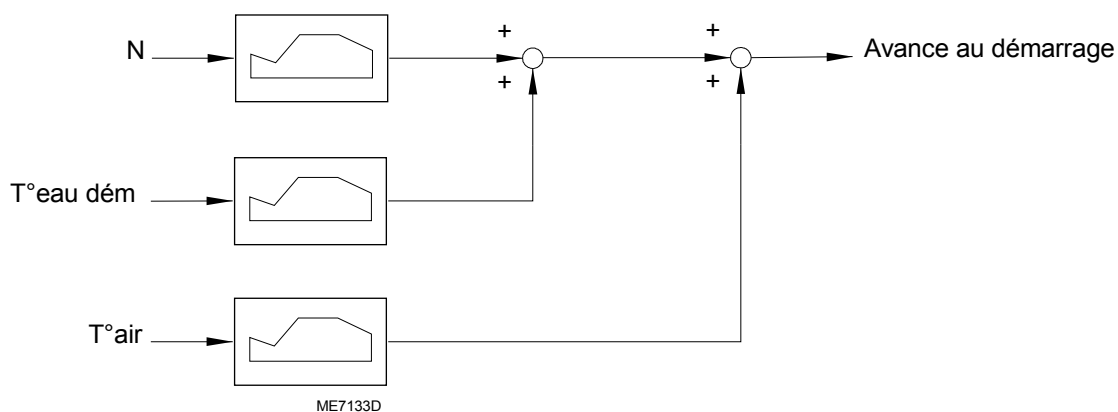 N
+
+
+
+
Avance au démarrage
T°eau dém
T°air
ME7133D